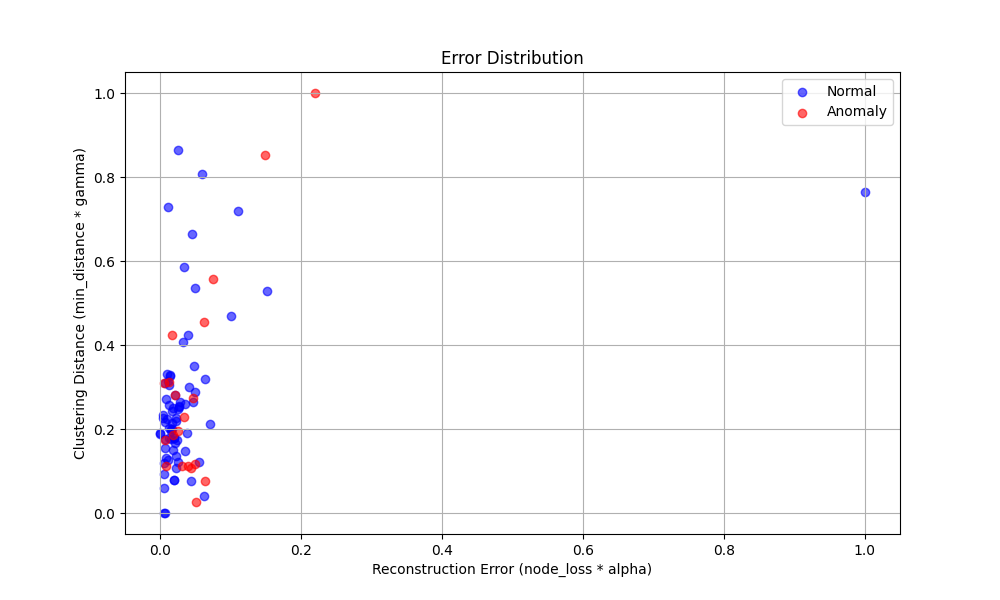 Error Distribution
Normal
Anomaly
1.0
0.8
0.6
0.4
0.2
0.0
Clustering Distance (min_distance * gamma)
0.0 0.2 0.4 0.6 0.8 1.0
Reconstruction Error (node_loss * alpha)